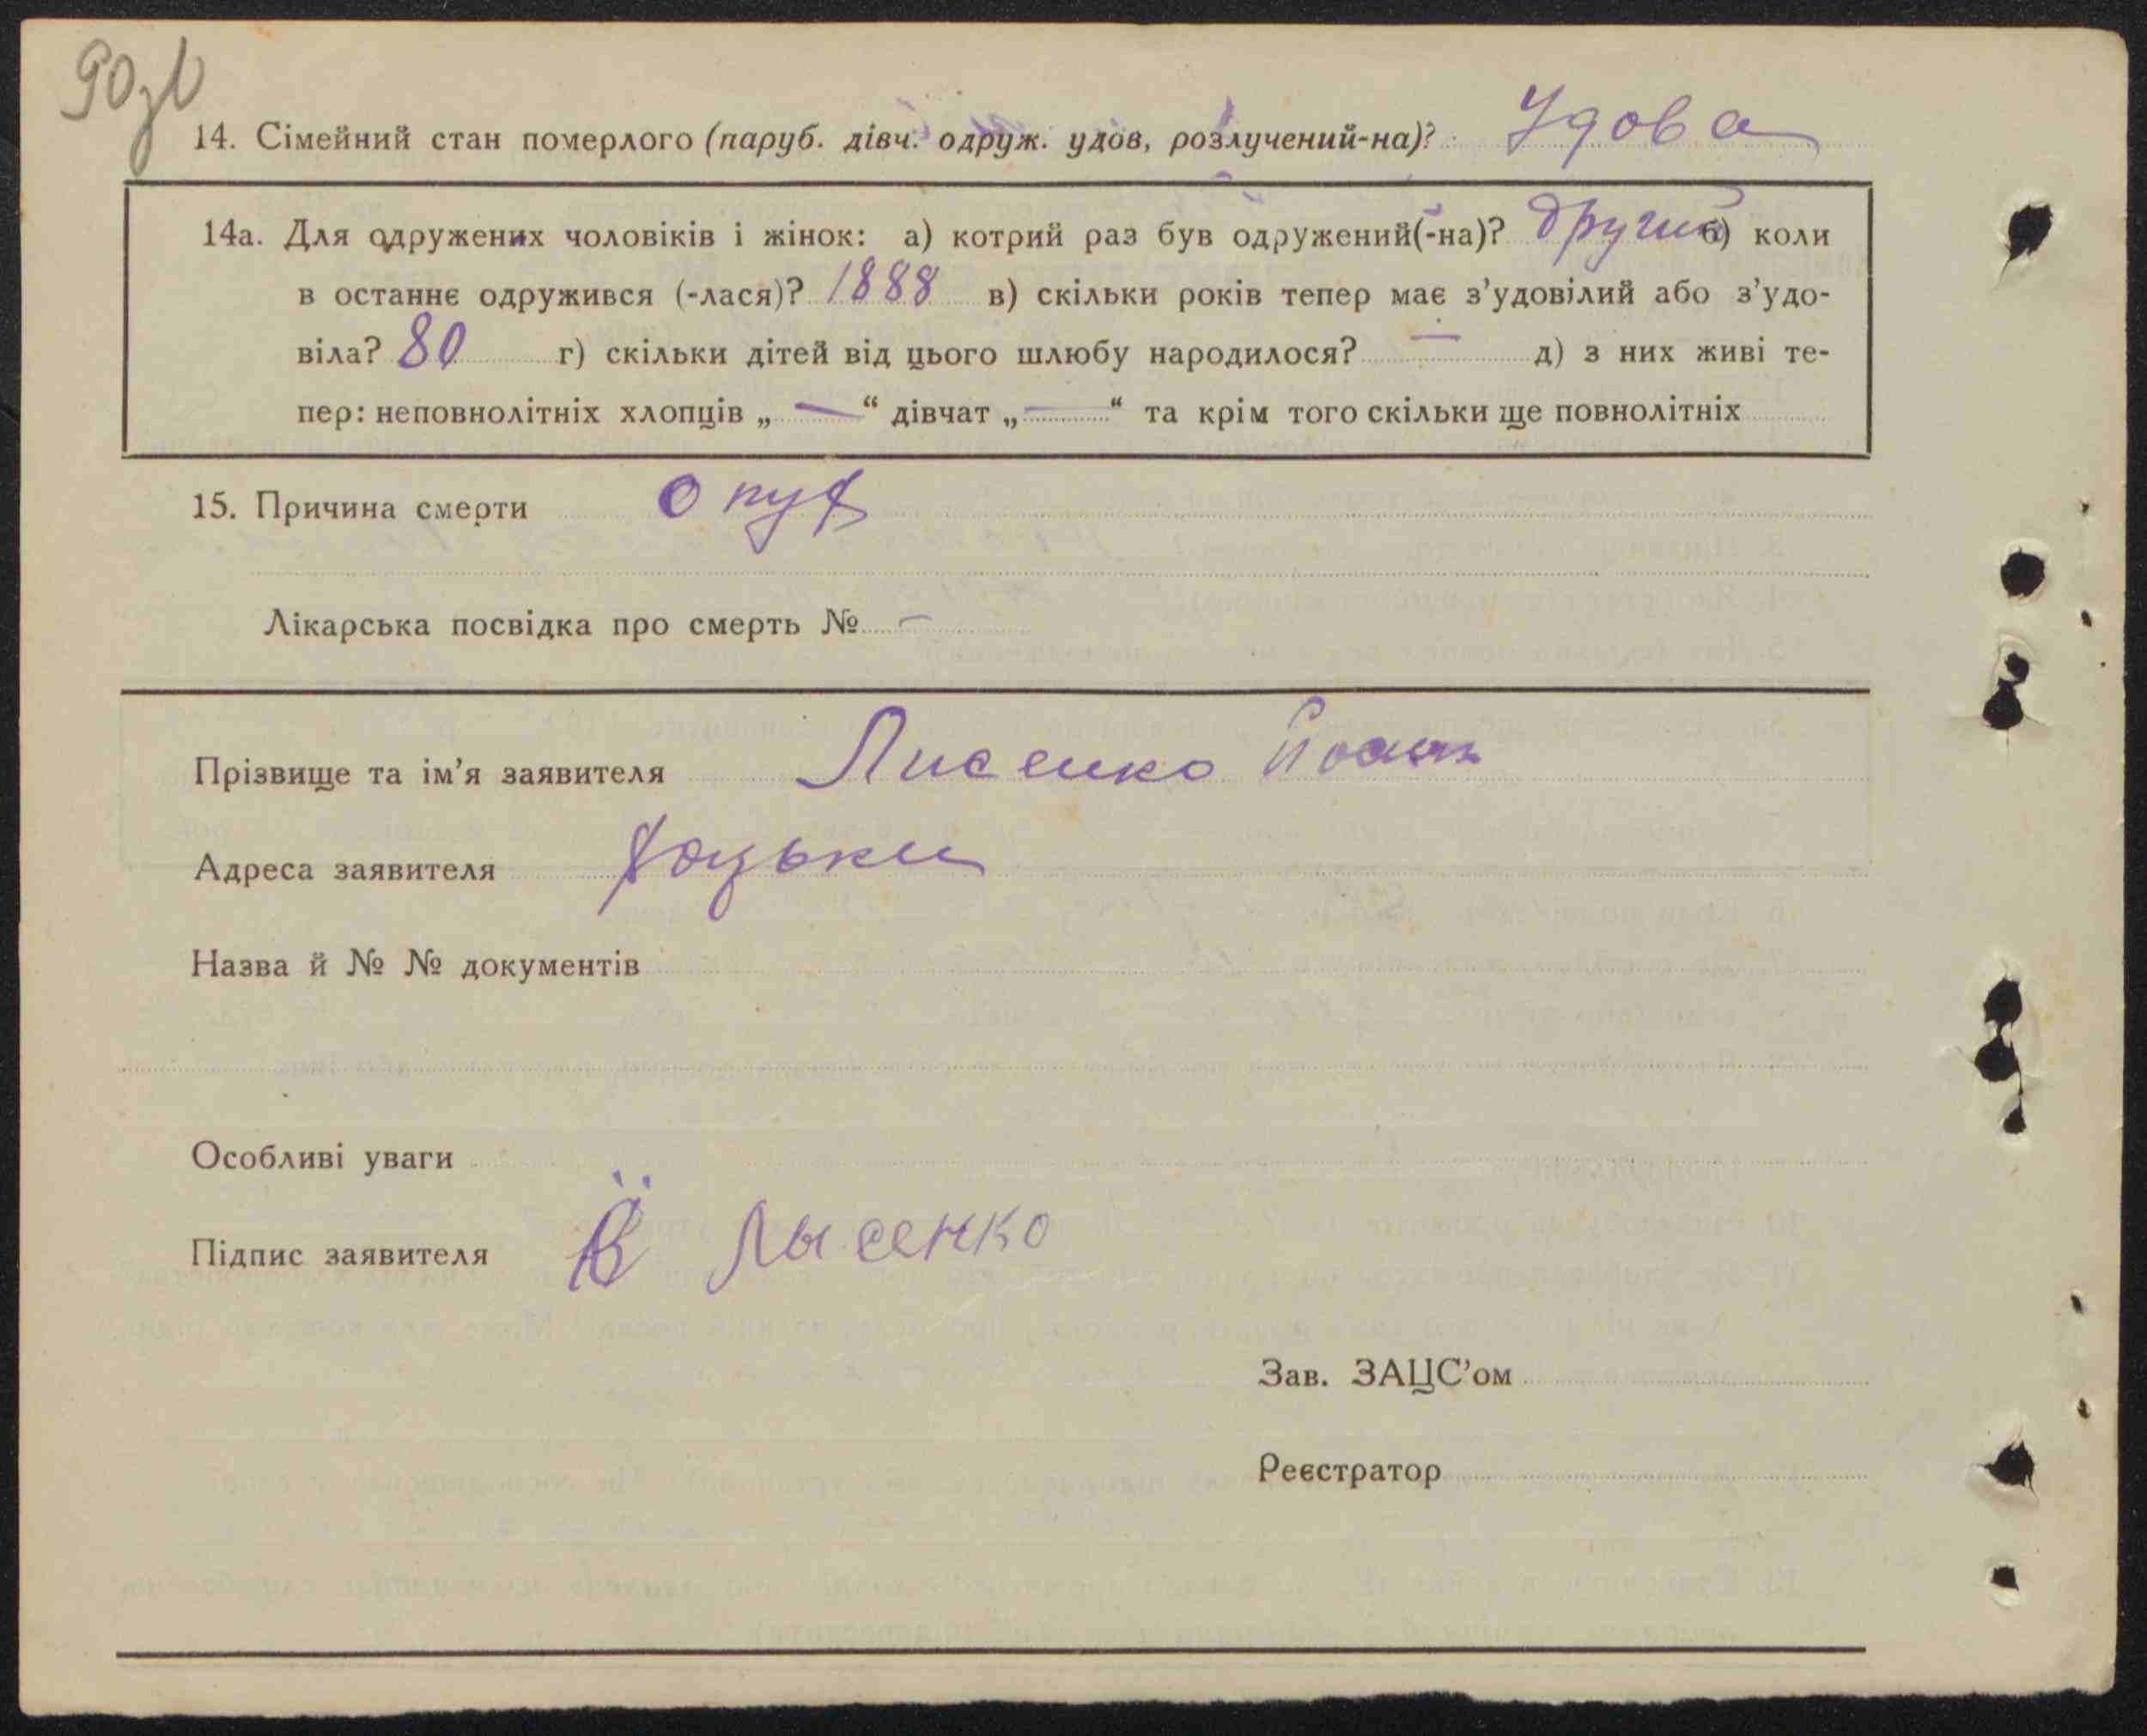 90зв
14. Сімейний стан померлого (паруб. дівч. одруж. удов, розлучений-на)? Удова
14а. Для одружених чоловіків і жінок: а) котрий раз був одружений(-на)? другий б) коли
в останнє одружився (-лася)? 1888 в) скільки років тепер має з'удовілий або з'удо-
віла? 80 г) скільки дітей від цього шлюбу народилося? — д) з них живі те-
пер: неповнолітніх хлопців „ — “ дівчат „ — “ та крім того скільки ще повнолітніх
15. Причина смерти опух
Лікарська посвідка про смерть № —
Прізвище та ім'я заявителя Лисенко
Адреса заявителя
Назва й № № документів
Особливі уваги
Підпис заявителя Лысенко
Зав. ЗАЦС'ом
Реєстратор